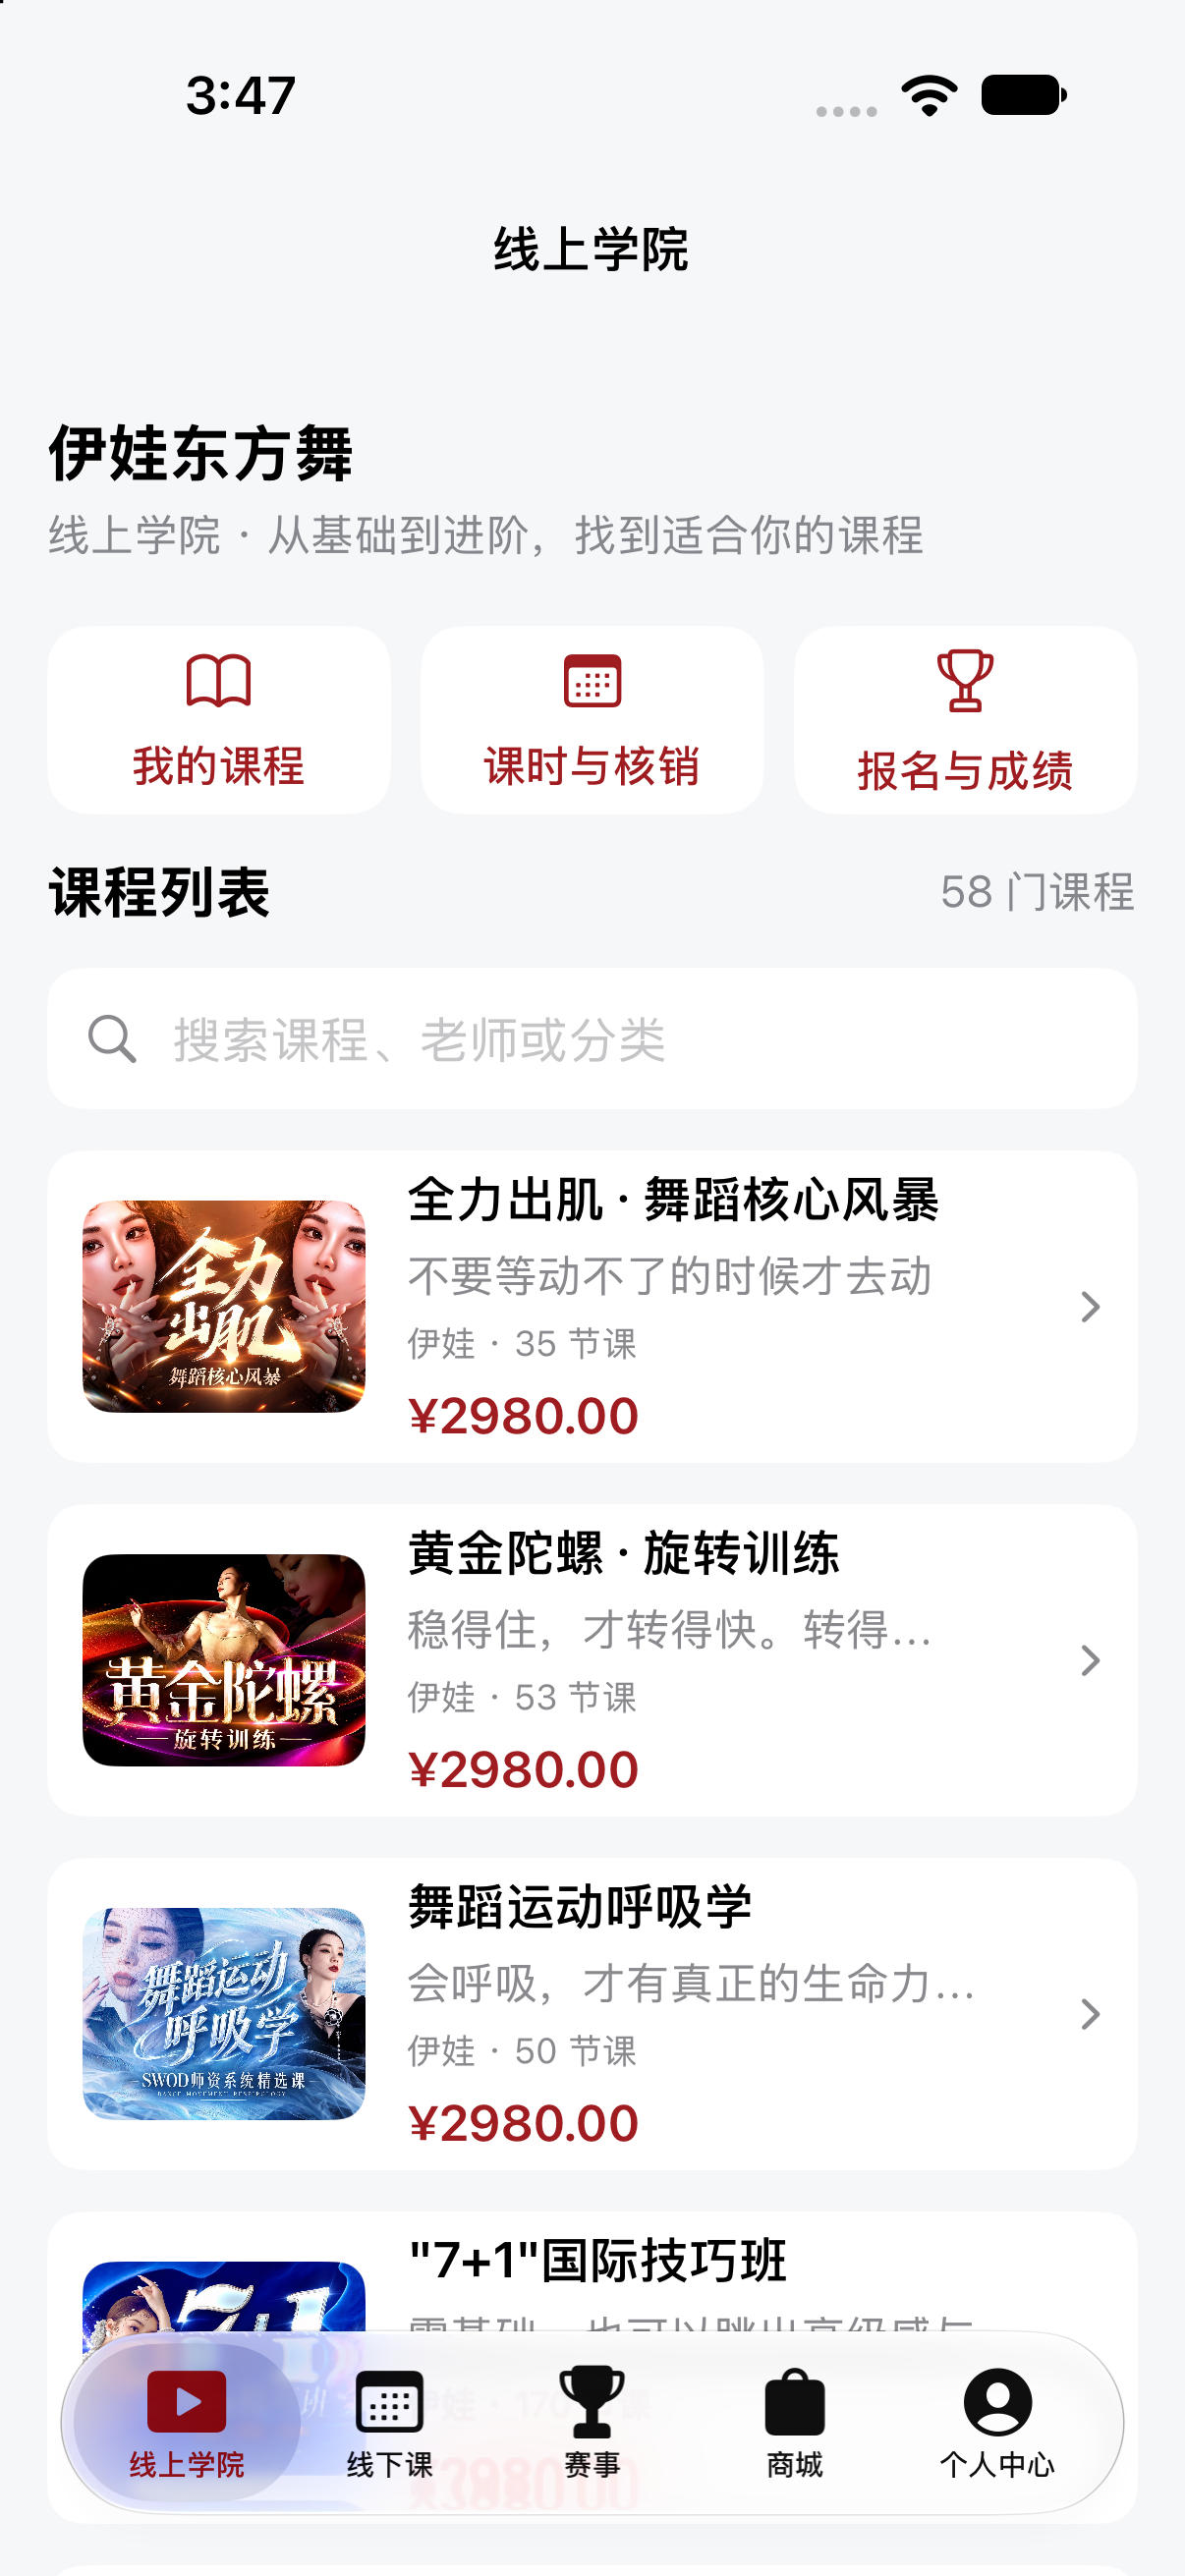 3:47
线上学院
伊娃东方舞
线上学院 · 从基础到进阶，找到适合你的课程
我的课程
课时与核销
报名与成绩
课程列表
58 门课程
搜索课程、老师或分类
全力出肌
舞蹈核心风暴
全力出肌 · 舞蹈核心风暴
不要等动不了的时候才去动
伊娃 · 35 节课
¥2980.00
黄金陀螺
旋转训练
黄金陀螺 · 旋转训练
稳得住，才转得快。转得...
伊娃 · 53 节课
¥2980.00
舞蹈运动
呼吸学
SWOD师资系统精选课
舞蹈运动呼吸学
会呼吸，才有真正的生命力...
伊娃 · 50 节课
¥2980.00
7+1
"7+1"国际技巧班
线上学院
线下课
赛事
商城
个人中心